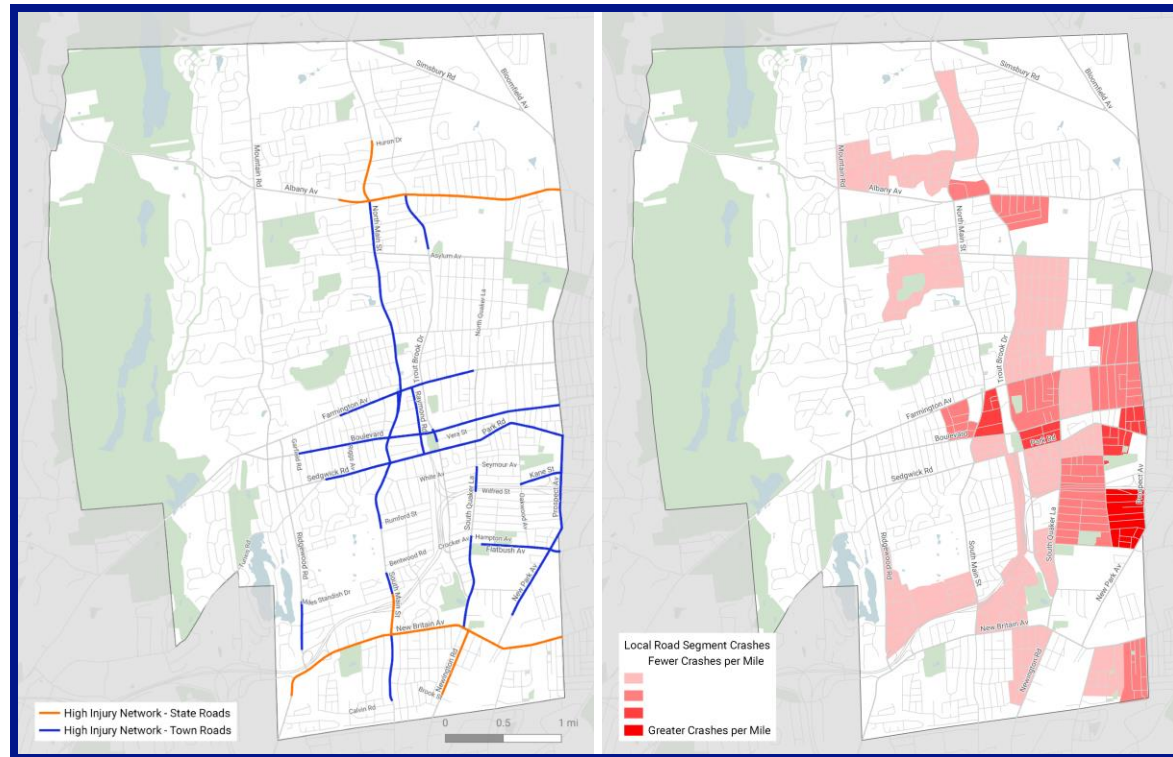 Simsbury Rd
Bloomfield Av
Huron Dr
Mountain Rd
Albany Av
North Main St
Asylum Av
North Quaker La
Trout Brook Dr
Farmington Av
Raymond Rd
Boulevard
Vera St
Park Rd
Garfield Rd
Sedgwick Rd
White Av
Seymour Av
Kane St
Wilfred St
Oakwood Av
Prospect Av
South Quaker La
Rumford St
Crocker Av
Hampton Av
Flatbush Av
Bentwood Rd
Ridgewood Rd
South Main St
New Park Av
Miles Standish Dr
New Britain Av
Newington Rd
Brook St
Calvin Rd
High Injury Network - State Roads
High Injury Network - Town Roads
0 0.5 1 mi
Simsbury Rd
Bloomfield Av
Mountain Rd
Albany Av
North Main St
Asylum Av
Trout Brook Dr
Farmington Av
Boulevard
Park Rd
Sedgwick Rd
Prospect Av
South Quaker La
Ridgewood Rd
South Main St
New Park Av
New Britain Av
Newington Rd
Local Road Segment Crashes
Fewer Crashes per Mile
Greater Crashes per Mile